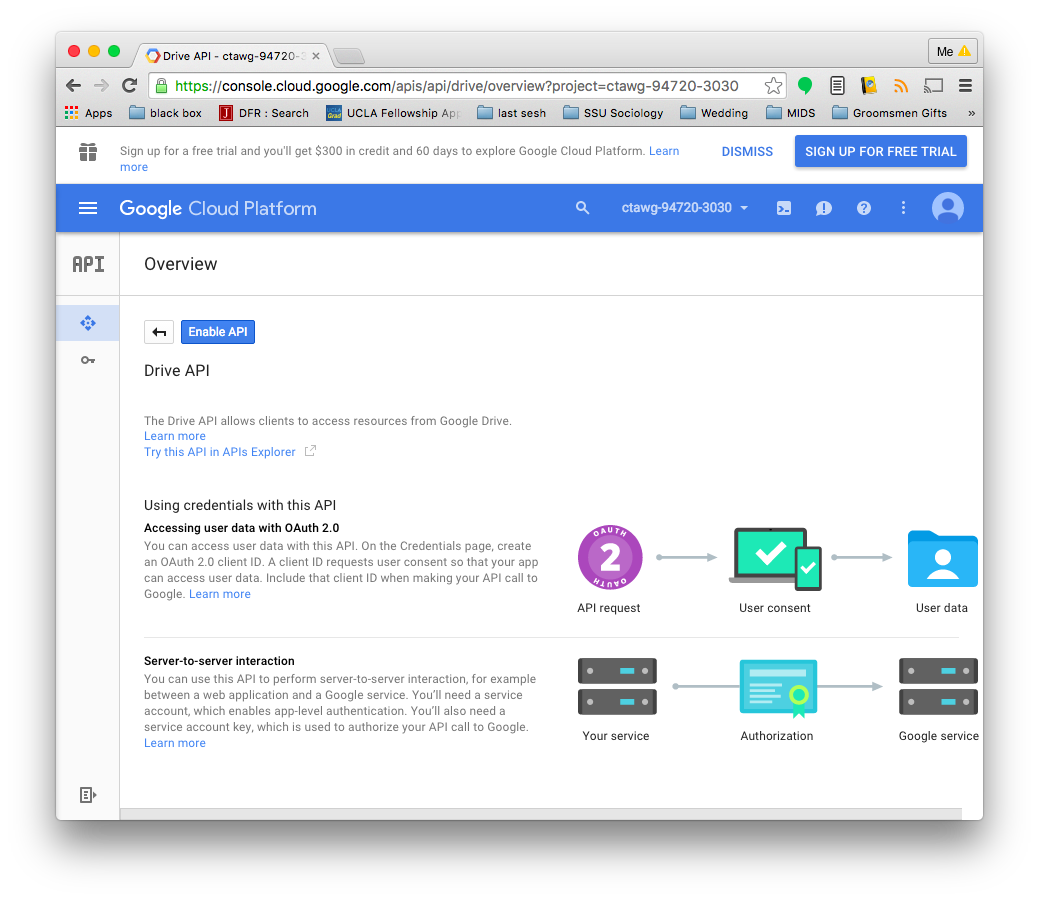 Drive API - ctawg-94720-3
Me
https://console.cloud.google.com/apis/api/drive/overview?project=ctawg-94720-3030
Apps black box J DFR : Search UCLA Grad UCLA Fellowship App last sesh SSU Sociology Wedding MIDS Groomsmen Gifts »
Sign up for a free trial and you'll get $300 in credit and 60 days to explore Google Cloud Platform. Learn
more
DISMISS
SIGN UP FOR FREE TRIAL
Google Cloud Platform
ctawg-94720-3030
API
Overview
Enable API
Drive API
The Drive API allows clients to access resources from Google Drive.
Learn more
Try this API in APIs Explorer
Using credentials with this API
Accessing user data with OAuth 2.0
You can access user data with this API. On the Credentials page, create
an OAuth 2.0 client ID. A client ID requests user consent so that your app
can access user data. Include that client ID when making your API call to
Google. Learn more
OAUTH
2
OAUTH
API request
User consent
User data
Server-to-server interaction
You can use this API to perform server-to-server interaction, for example
between a web application and a Google service. You'll need a service
account, which enables app-level authentication. You'll also need a
service account key, which is used to authorize your API call to Google.
Learn more
Your service
Authorization
Google service